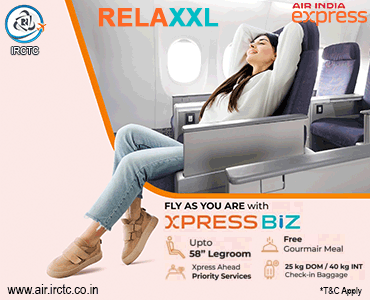 RELAXXL
AIR INDIA
express
IRCTC
FLY AS YOU ARE with
XPRESS BiZ
Upto
58" Legroom
Free
Gourmair Meal
Xpress Ahead
Priority Services
25 kg DOM / 40 kg INT
Check-in Baggage
www.air.irctc.co.in
*T&C Apply